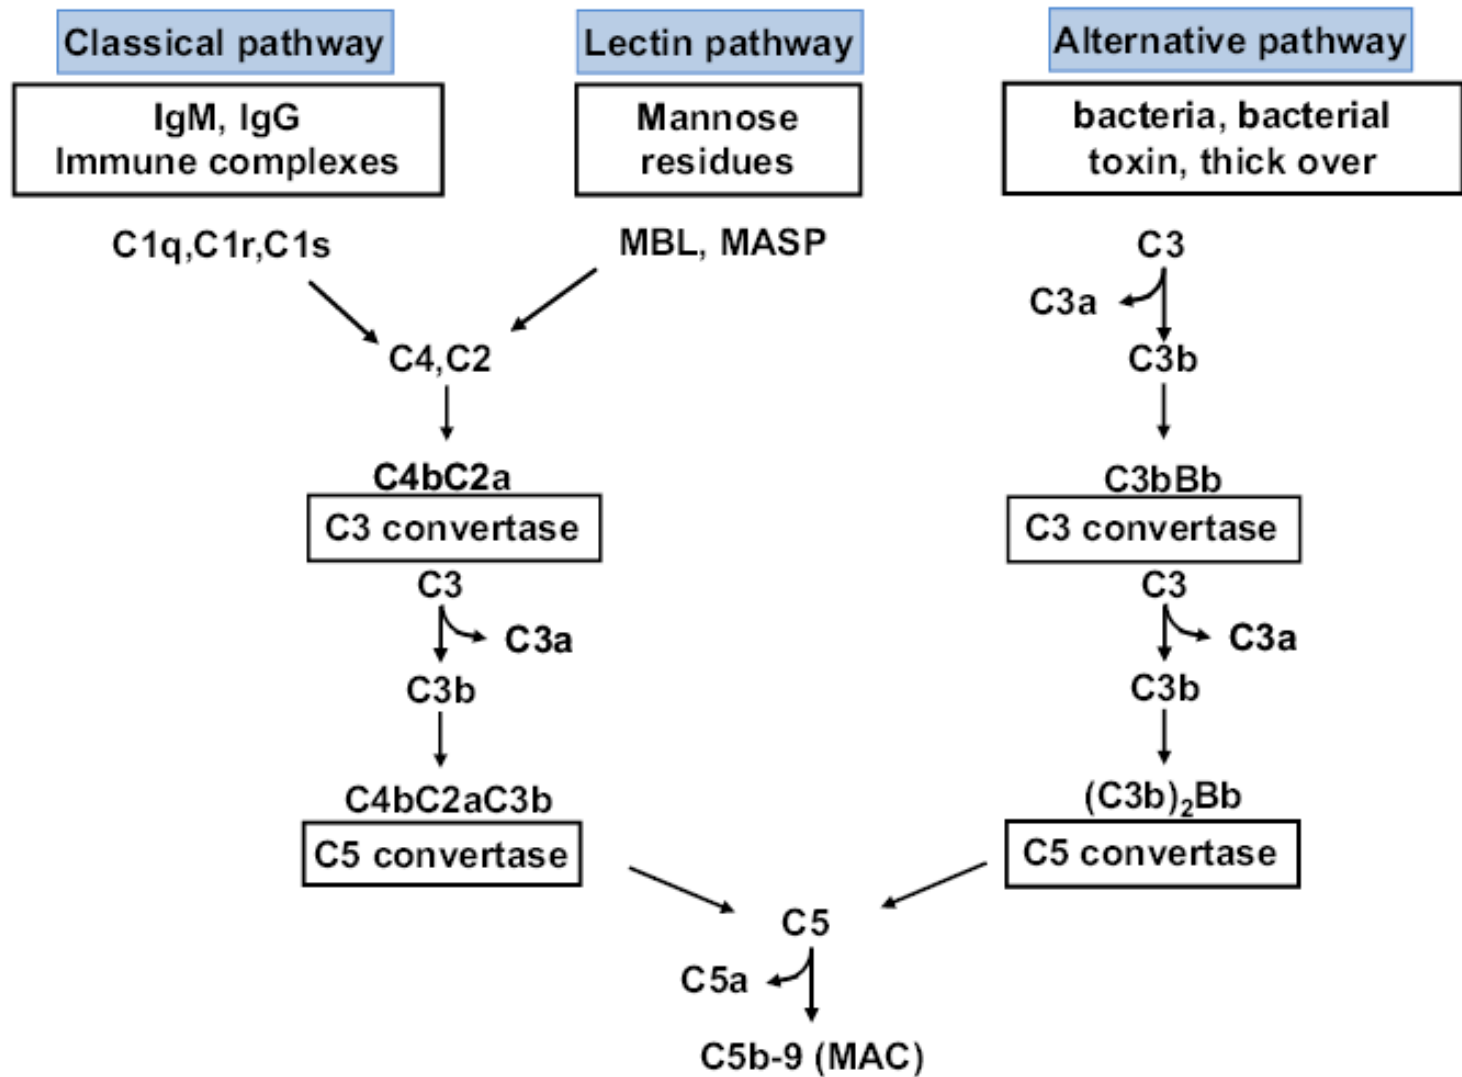 Classical pathway
IgM, IgG
Immune complexes
C1q,C1r,C1s
Lectin pathway
Mannose
residues
MBL, MASP
C4,C2
C4bC2a
C3 convertase
C3
C3a
C3b
C4bC2aC3b
C5 convertase
Alternative pathway
bacteria, bacterial
toxin, thick over
C3
C3a
C3b
C3bBb
C3 convertase
C3
C3a
C3b
(C3b)₂Bb
C5 convertase
C5
C5a
C5b-9 (MAC)